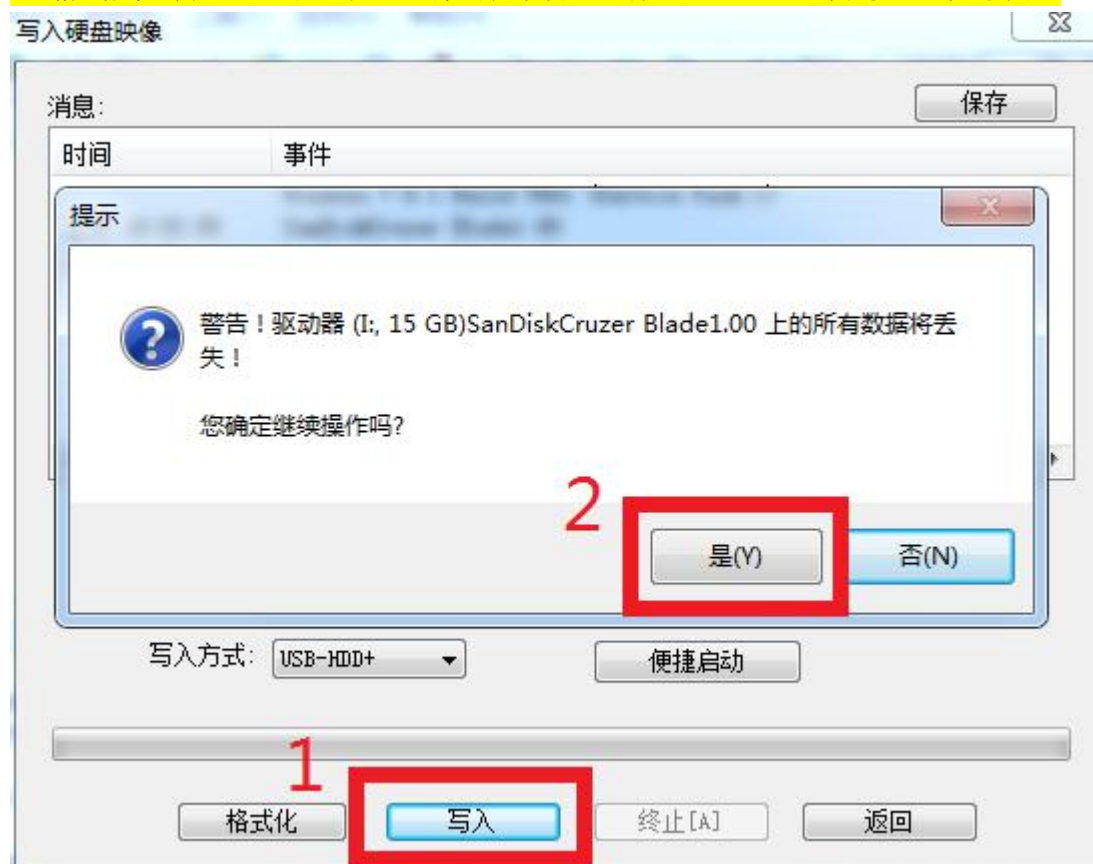 写入硬盘映像
消息:
保存
时间 事件
提示
警告！驱动器 (I:, 15 GB)SanDiskCruzer Blade1.00 上的所有数据将丢
失！
您确定继续操作吗?
2
是(Y) 否(N)
写入方式: USB-HDD+ 便捷启动
1
格式化 写入 终止[A] 返回